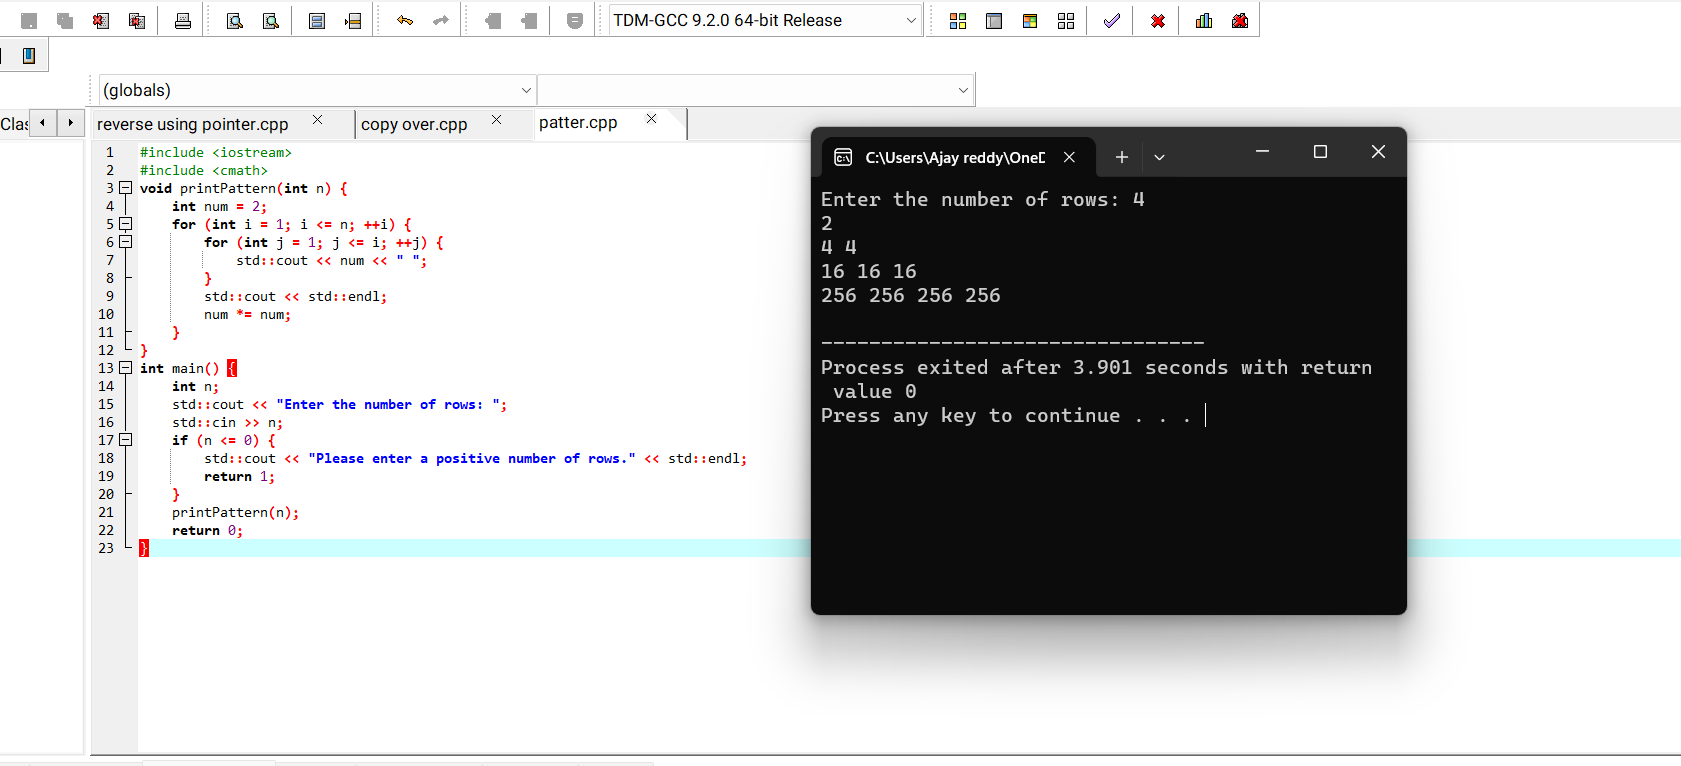 TDM-GCC 9.2.0 64-bit Release
(globals)
Clas
reverse using pointer.cpp
copy over.cpp
patter.cpp
1 #include <iostream>
2 #include <cmath>
3 void printPattern(int n) {
4     int num = 2;
5     for (int i = 1; i <= n; ++i) {
6         for (int j = 1; j <= i; ++j) {
7             std::cout << num << " ";
8         }
9         std::cout << std::endl;
10         num *= num;
11     }
12 }
13 int main() {
14     int n;
15     std::cout << "Enter the number of rows: ";
16     std::cin >> n;
17     if (n <= 0) {
18         std::cout << "Please enter a positive number of rows." << std::endl;
19         return 1;
20     }
21     printPattern(n);
22     return 0;
23 }
C:\Users\Ajay reddy\OneD
Enter the number of rows: 4
2
4 4
16 16 16
256 256 256 256
--------------------------------
Process exited after 3.901 seconds with return
value 0
Press any key to continue . . .